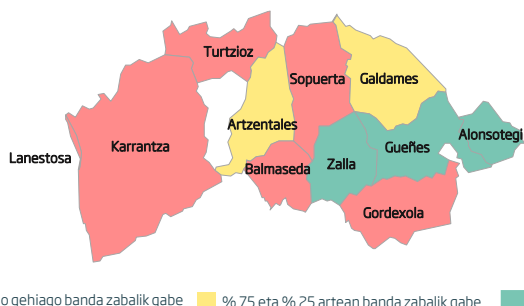 Turtzioz
Sopuerta
Galdames
Artzentales
Alonsotegi
Karrantza
Gueñes
Lanestosa
Balmaseda
Zalla
Gordexola
o gehiago banda zabalik gabe
% 75 eta % 25 artean banda zabalik gabe